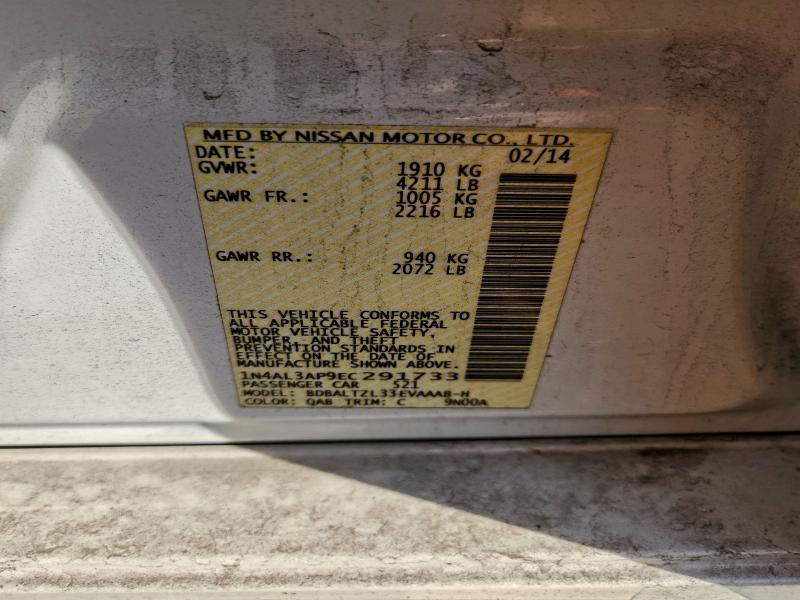 MFD BY NISSAN MOTOR CO., LTD.
DATE: 02/14
GVWR: 1910 KG
4211 LB
GAWR FR.: 1005 KG
2216 LB
GAWR RR.: 940 KG
2072 LB
THIS VEHICLE CONFORMS TO
ALL APPLICABLE FEDERAL
MOTOR VEHICLE SAFETY,
BUMPER, AND THEFT
PREVENTION STANDARDS IN
EFFECT ON THE DATE OF
MANUFACTURE SHOWN ABOVE.
1N4AL3AP9EC291733
PASSENGER CAR 521
MODEL: BDBALTZL33EVAAAB-H
COLOR: QAB TRIM: C 9N00A